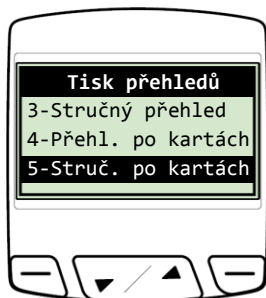 Tisk přehledů
3-Stručný přehled
4-Přehl. po kartách
5-Struč. po kartách